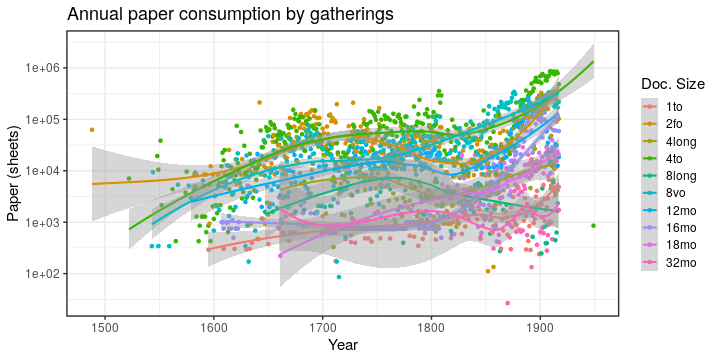 Annual paper consumption by gatherings
Paper (sheets)
1e+06
1e+05
1e+04
1e+03
1e+02
1500
1600
1700
1800
1900
Year
Doc. Size
1to
2fo
4long
4to
8long
8vo
12mo
16mo
18mo
32mo